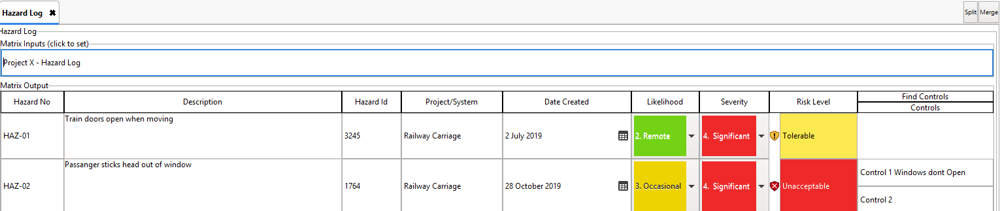 Hazard Log
Split Merge
Hazard Log
Matrix Inputs (click to set)
Project X - Hazard Log
Matrix Output
Hazard No Description Hazard Id Project/System Date Created Likelihood Severity Risk Level Find Controls
Controls
HAZ-01 Train doors open when moving 3245 Railway Carriage 2 July 2019 2. Remote 4. Significant Tolerable
HAZ-02 Passanger sticks head out of window 1764 Railway Carriage 28 October 2019 3. Occasional 4. Significant Unacceptable Control 1 Windows dont Open
Control 2